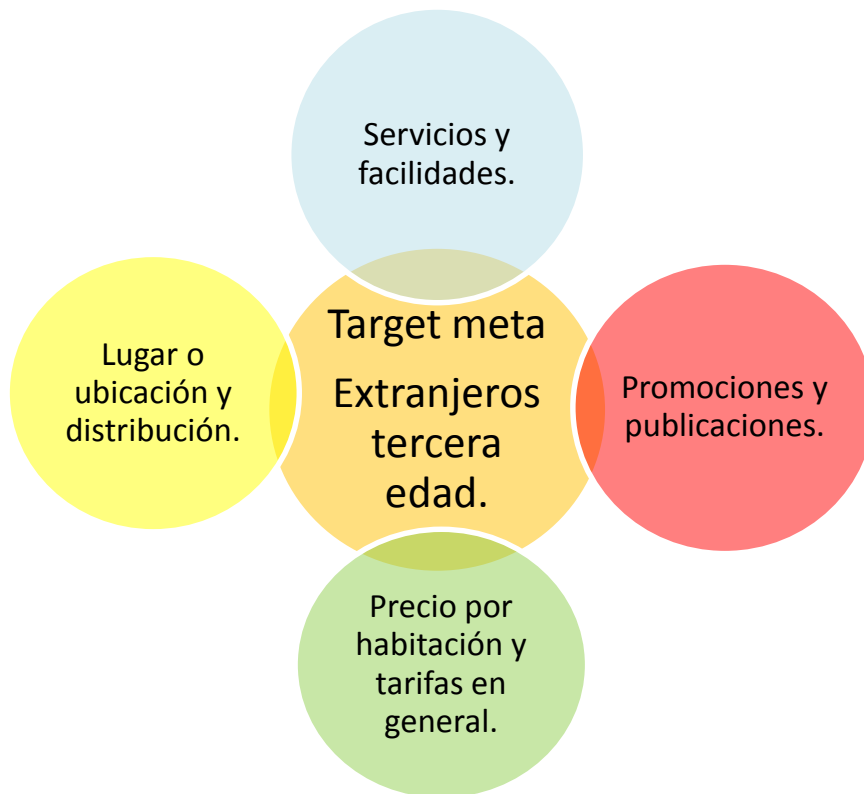 Servicios y
facilidades.
Target meta
Extranjeros
tercera
edad.
Lugar o
ubicación y
distribución.
Promociones y
publicaciones.
Precio por
habitación y
tarifas en
general.